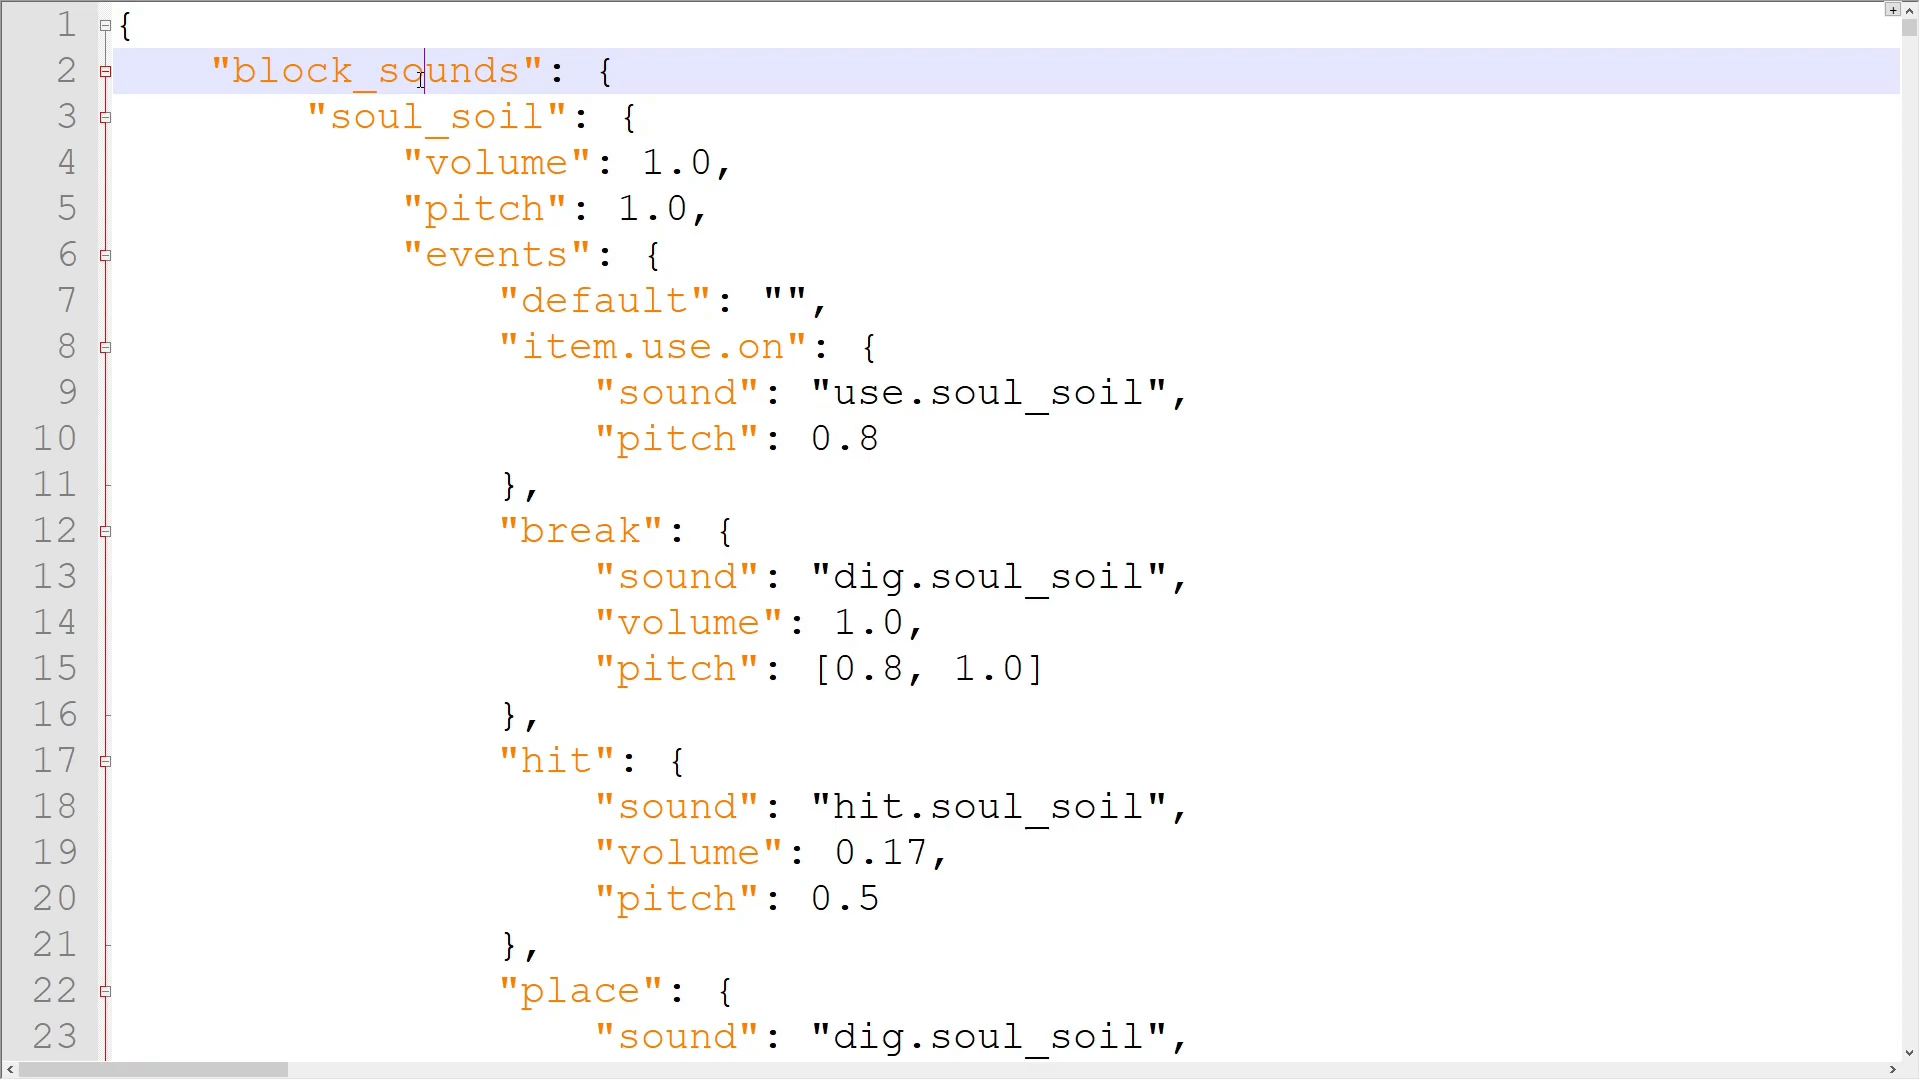 1 {
2 "block_sounds": {
3 "soul_soil": {
4 "volume": 1.0,
5 "pitch": 1.0,
6 "events": {
7 "default": "",
8 "item.use.on": {
9 "sound": "use.soul_soil",
10 "pitch": 0.8
11 },
12 "break": {
13 "sound": "dig.soul_soil",
14 "volume": 1.0,
15 "pitch": [0.8, 1.0]
16 },
17 "hit": {
18 "sound": "hit.soul_soil",
19 "volume": 0.17,
20 "pitch": 0.5
21 },
22 "place": {
23 "sound": "dig.soul_soil",